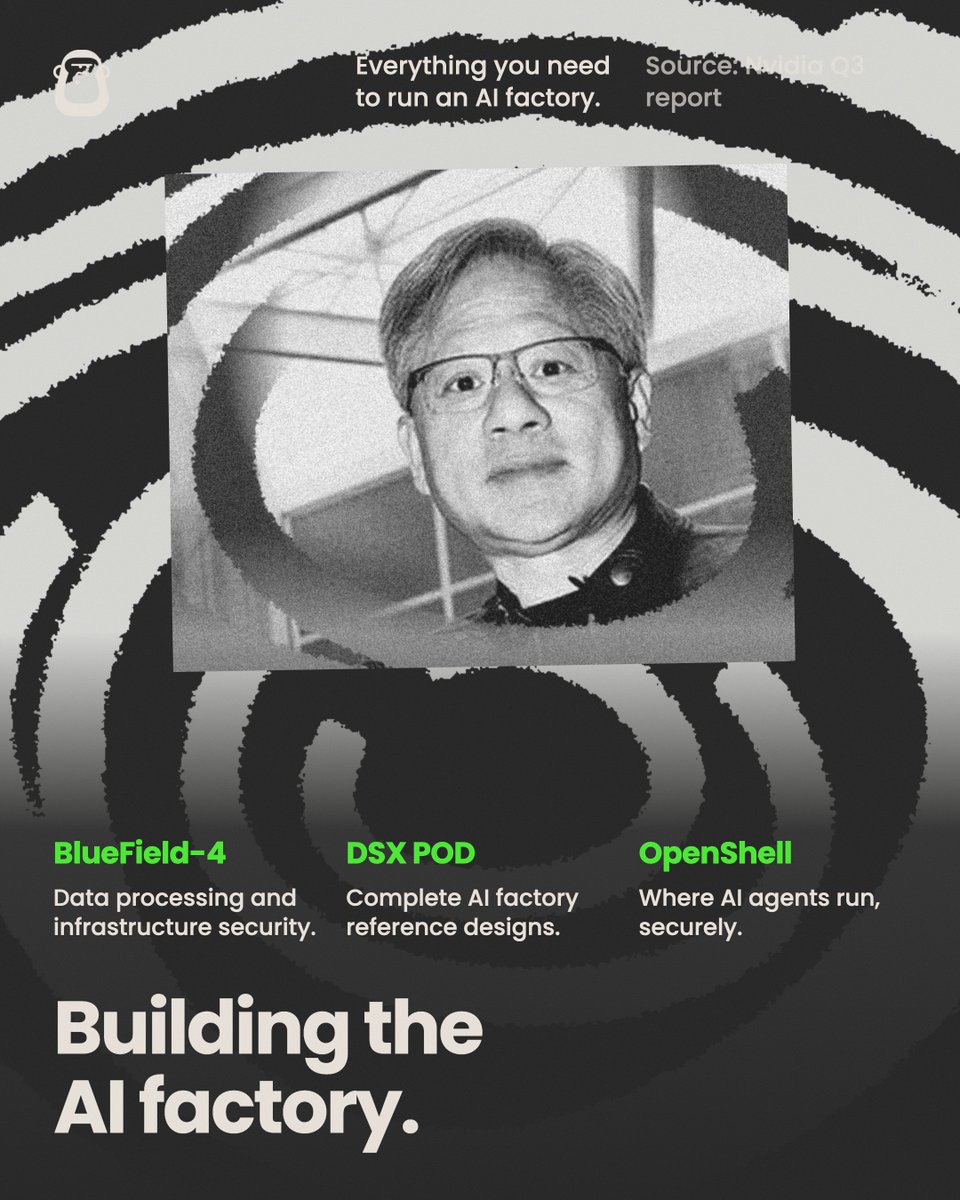 Everything you need
to run an AI factory.
Source: Nvidia Q3
report
BlueField-4
Data processing and
infrastructure security.
DSX POD
Complete AI factory
reference designs.
OpenShell
Where AI agents run,
securely.
Building the
AI factory.